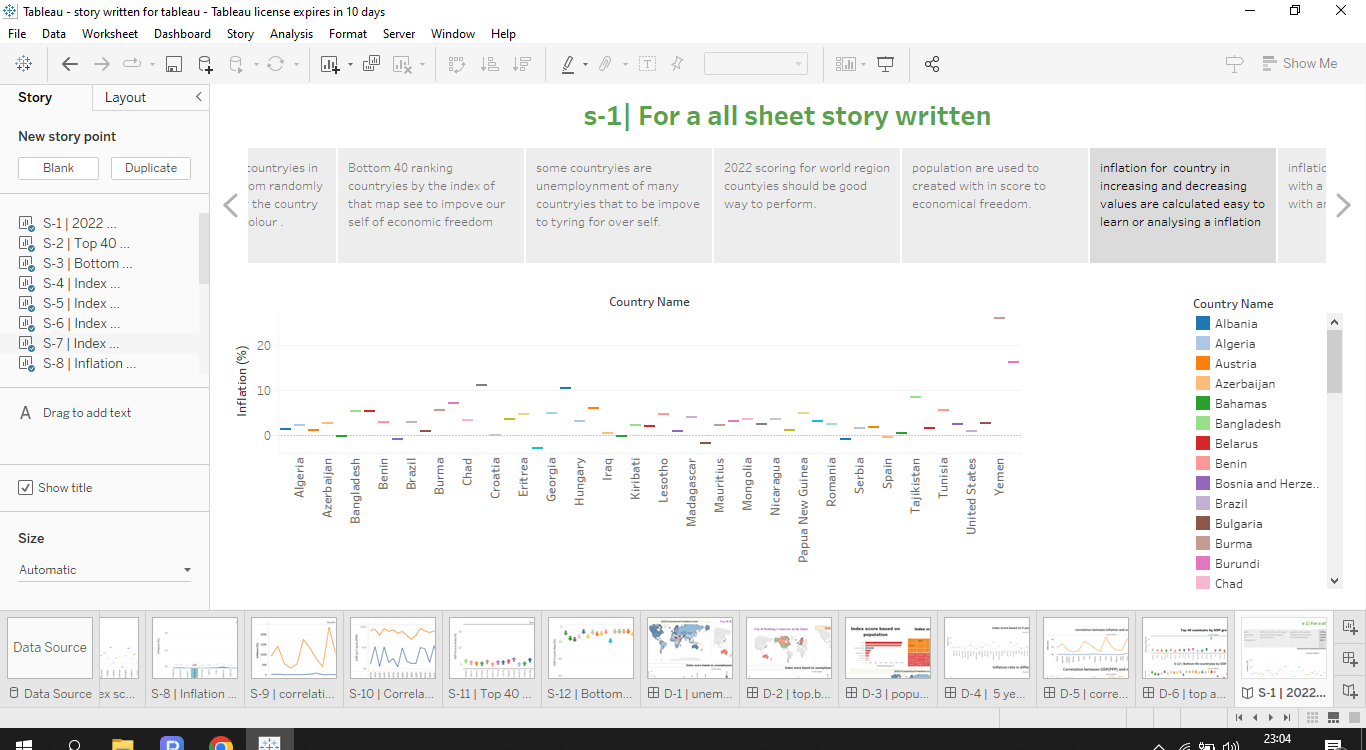 Tableau - story written for tableau - Tableau license expires in 10 days
File Data Worksheet Dashboard Story Analysis Format Server Window Help
Show Me
Story Layout
New story point
Blank Duplicate
S-1 | 2022 ...
S-2 | Top 40 ...
S-3 | Bottom ...
S-4 | Index ...
S-5 | Index ...
S-6 | Index ...
S-7 | Index ...
S-8 | Inflation ...
A Drag to add text
Show title
Size
Automatic
s-1| For a all sheet story written
countryies in
om randomly
the country
olour .
Bottom 40 ranking
countryies by the index of
that map see to impove our
self of economic freedom
some countryies are
unemploynment of many
countryies that to be impove
to tyring for over self.
2022 scoring for world region
countyies should be good
way to perform.
population are used to
created with in score to
economical freedom.
inflation for country in
increasing and decreasing
values are calculated easy to
learn or analysing a inflation
inflatio
with a
with an
Country Name
Inflation (%)
20
10
0
Algeria
Azerbaijan
Bangladesh
Benin
Brazil
Burma
Chad
Croatia
Eritrea
Georgia
Hungary
Iraq
Kiribati
Lesotho
Madagascar
Mauritius
Mongolia
Nicaragua
Papua New Guinea
Romania
Serbia
Spain
Tajikistan
Tunisia
United States
Yemen
Country Name
Albania
Algeria
Austria
Azerbaijan
Bahamas
Bangladesh
Belarus
Benin
Bosnia and Herze..
Brazil
Bulgaria
Burma
Burundi
Chad
Data Source
Index score based on
population
s-1| For a all
Data Source
ex sc...
S-8 | Inflation ...
S-9 | correlati...
S-10 | Correla...
S-11 | Top 40 ...
S-12 | Bottom...
D-1 | unem...
D-2 | top,b...
D-3 | popu...
D-4 | 5 ye...
D-5 | corre...
D-6 | top a...
S-1 | 2022...
23:04